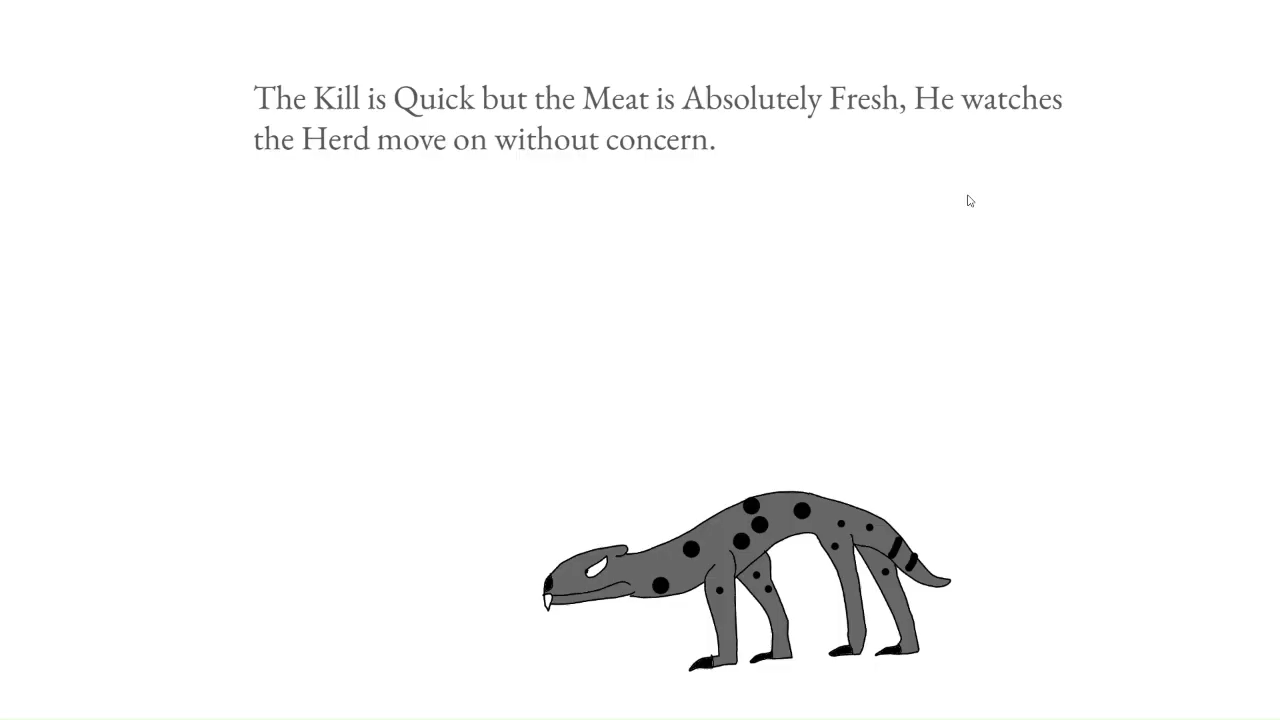 The Kill is Quick but the Meat is Absolutely Fresh, He watches
the Herd move on without concern.